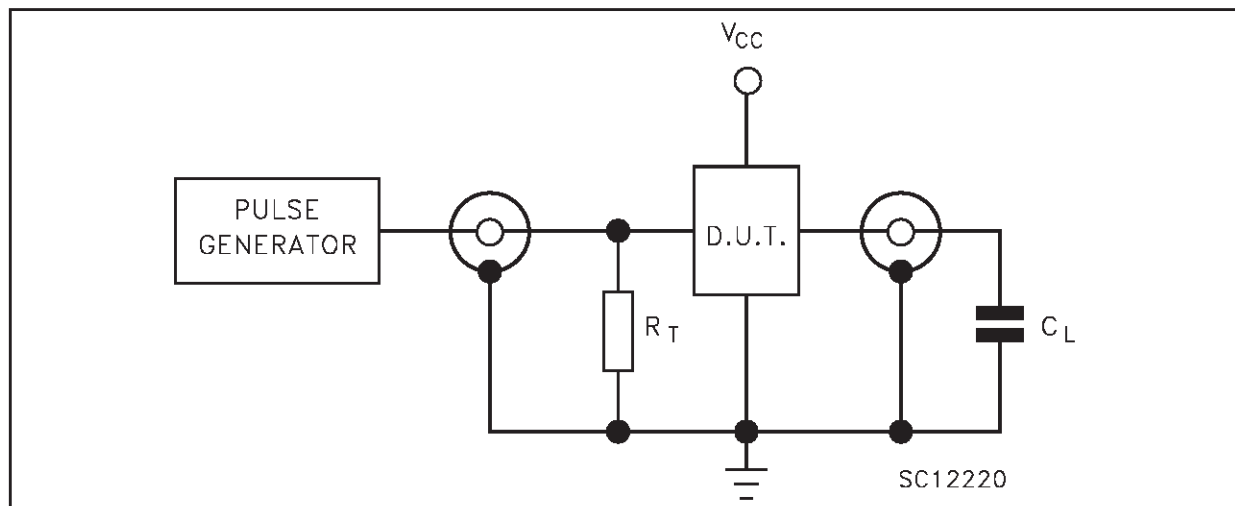 VCC
PULSE
GENERATOR
D.U.T.
RT
CL
SC12220